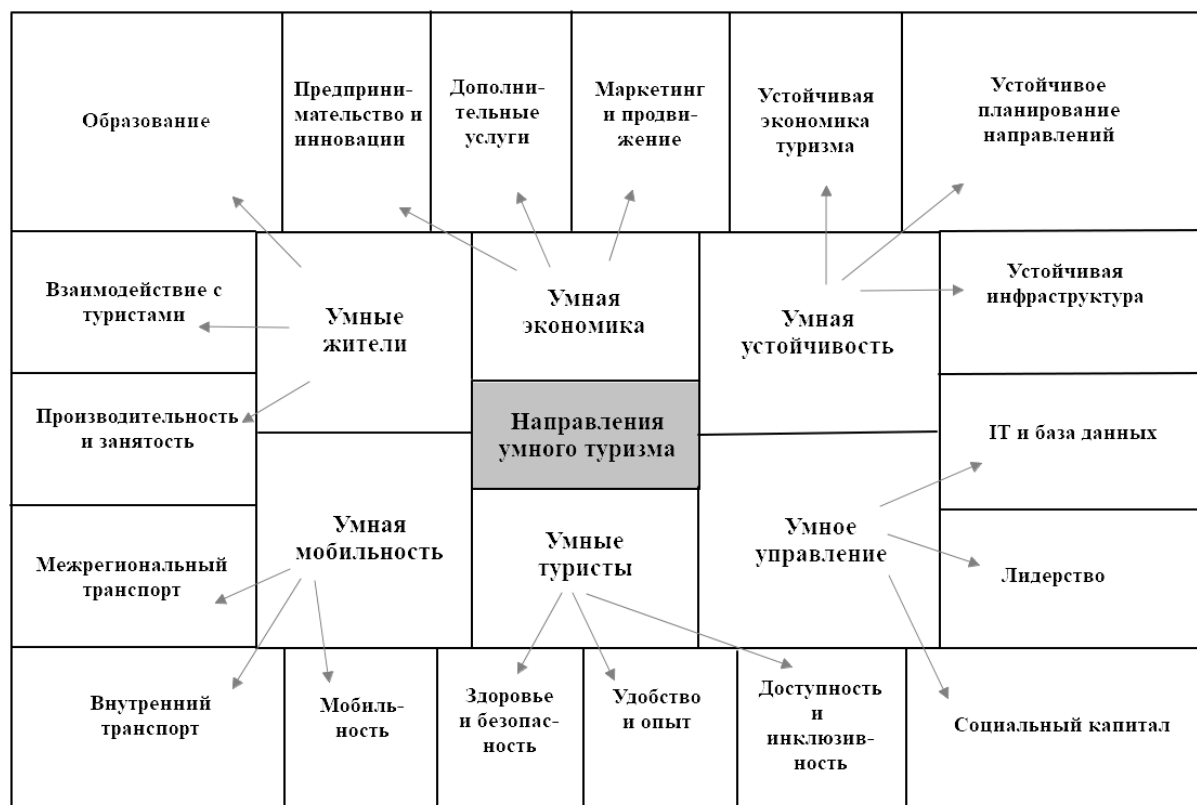 Образование
Предприни-
мательство и
инновации
Дополни-
тельные
услуги
Маркетинг
и продви-
жение
Устойчивая
экономика
туризма
Устойчивое
планирование
направлений
Взаимодействие с
туристами
Умные
жители
Умная
экономика
Умная
устойчивость
Устойчивая
инфраструктура
Производительность
и занятость
Направления
умного туризма
IT и база данных
Межрегиональный
транспорт
Умная
мобильность
Умные
туристы
Умное
управление
Лидерство
Внутренний
транспорт
Мобиль-
ность
Здоровье
и безопас-
ность
Удобство
и опыт
Доступность
и
инклюзив-
ность
Социальный капитал